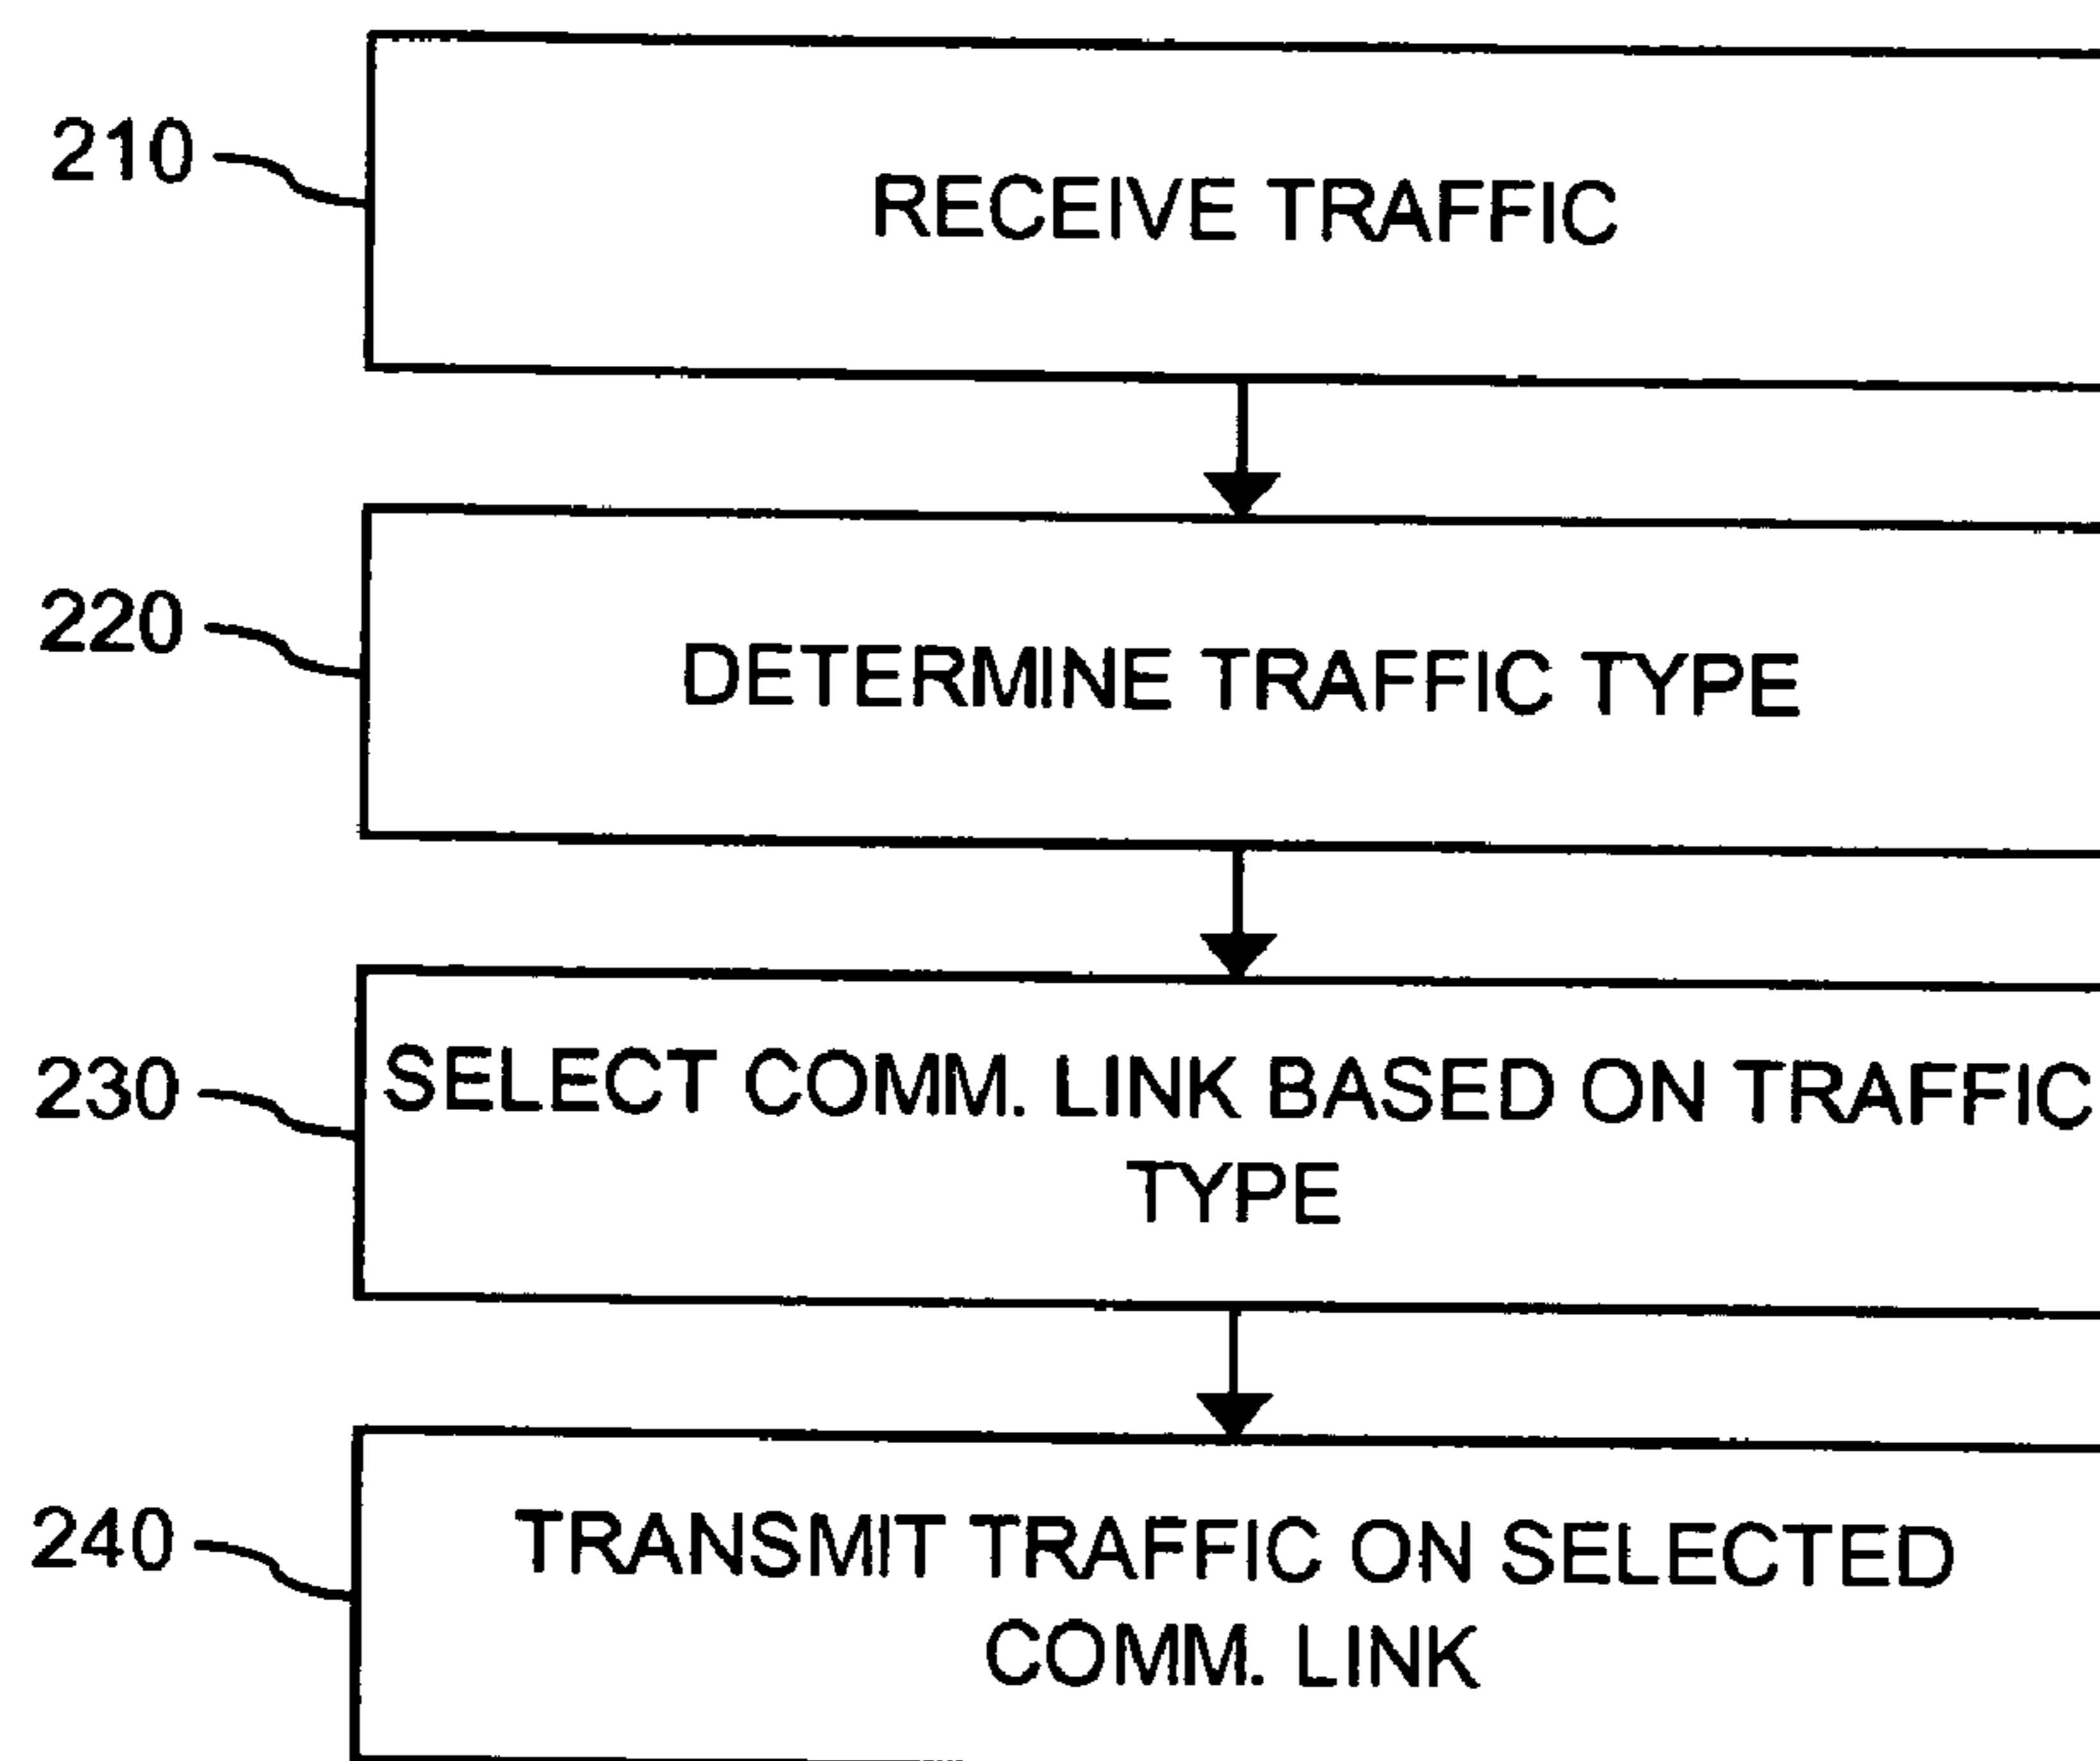 210
RECEIVE TRAFFIC
220
DETERMINE TRAFFIC TYPE
230
SELECT COMM. LINK BASED ON TRAFFIC
TYPE
240
TRANSMIT TRAFFIC ON SELECTED
COMM. LINK